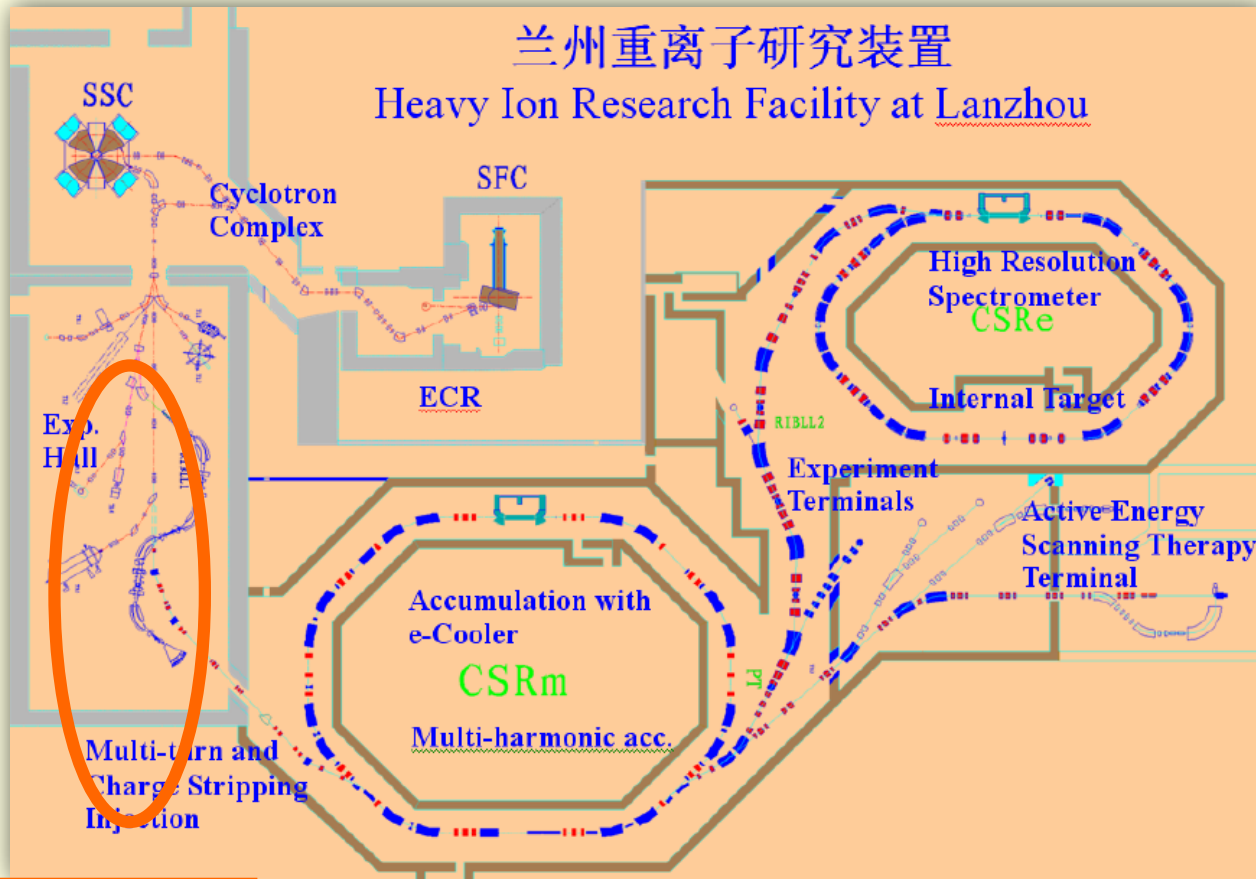 兰州重离子研究装置
Heavy Ion Research Facility at Lanzhou
SSC
Cyclotron
Complex
SFC
ECR
Exp.
Hall
RIBLL1
High Resolution
Spectrometer
CSRe
Internal Target
RIBLL2
Experiment
Terminals
Active Energy
Scanning Therapy
Terminal
Accumulation with
e-Cooler
CSRm
Multi-harmonic acc.
PT
Multi-turn and
Charge Stripping
Injection